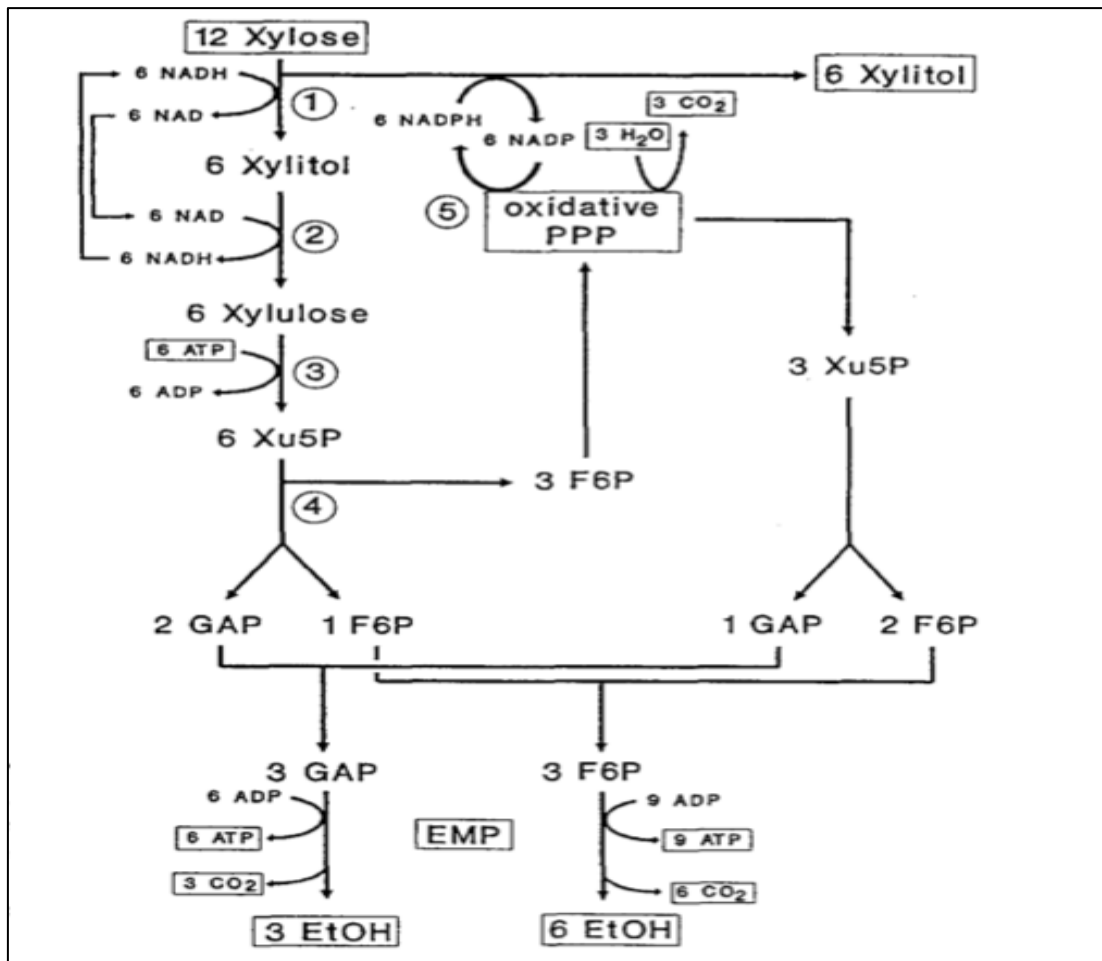 12 Xylose
6 NADH
6 NAD
1
6 Xylitol
3 CO₂
6 NADPH
6 NADP
3 H₂O
6 Xylitol
6 NAD
2
6 NADH
5
oxidative
PPP
6 Xylulose
6 ATP
3
6 ADP
3 Xu5P
6 Xu5P
4
3 F6P
2 GAP
1 F6P
1 GAP
2 F6P
3 GAP
3 F6P
6 ADP
9 ADP
6 ATP
EMP
9 ATP
3 CO₂
6 CO₂
3 EtOH
6 EtOH